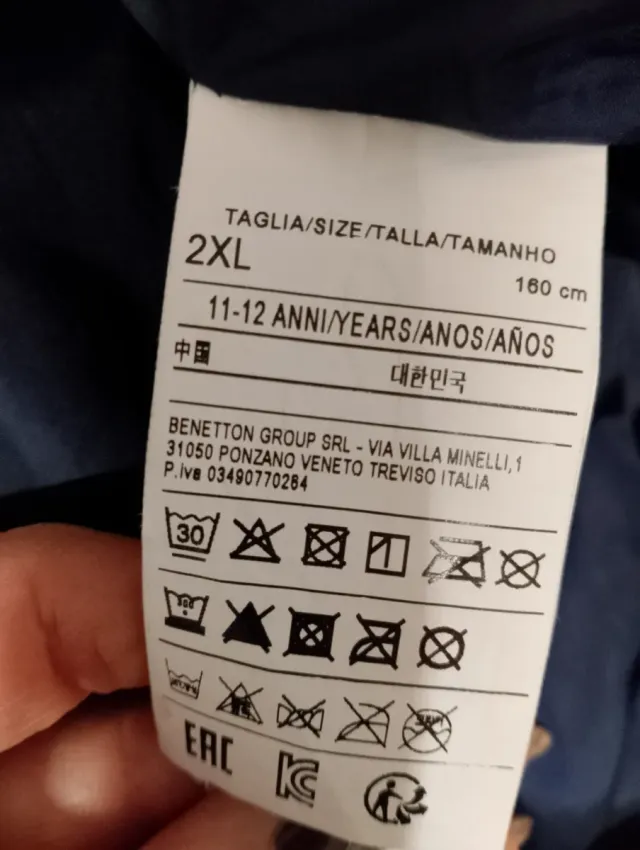 TAGLIA/SIZE/TALLA/TAMANHO
2XL
160 cm
11-12 ANNI/YEARS/ANOS/AÑOS
中国
대한민국
BENETTON GROUP SRL - VIA VILLA MINELLI,1
31050 PONZANO VENETO TREVISO ITALIA
P.Iva 03490770264
30
EAC